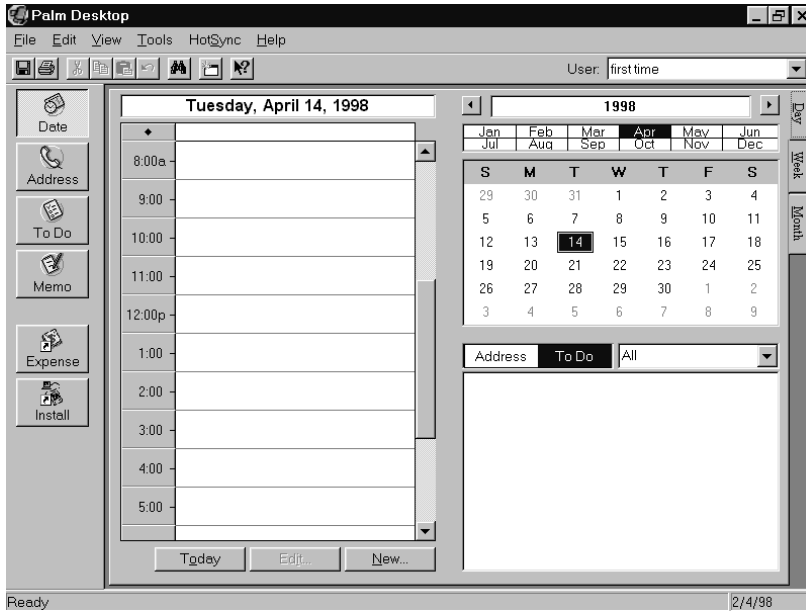 Palm Desktop
File Edit View Tools HotSync Help
User: first time
Date
Address
To Do
Memo
Expense
Install
Tuesday, April 14, 1998
8:00a
9:00
10:00
11:00
12:00p
1:00
2:00
3:00
4:00
5:00
Today Edit... New...
1998
Jan Feb Mar Apr May Jun
Jul Aug Sep Oct Nov Dec
S M T W T F S
29 30 31 1 2 3 4
5 6 7 8 9 10 11
12 13 14 15 16 17 18
19 20 21 22 23 24 25
26 27 28 29 30 1 2
3 4 5 6 7 8 9
Address To Do All
Day
Week
Month
Ready 2/4/98